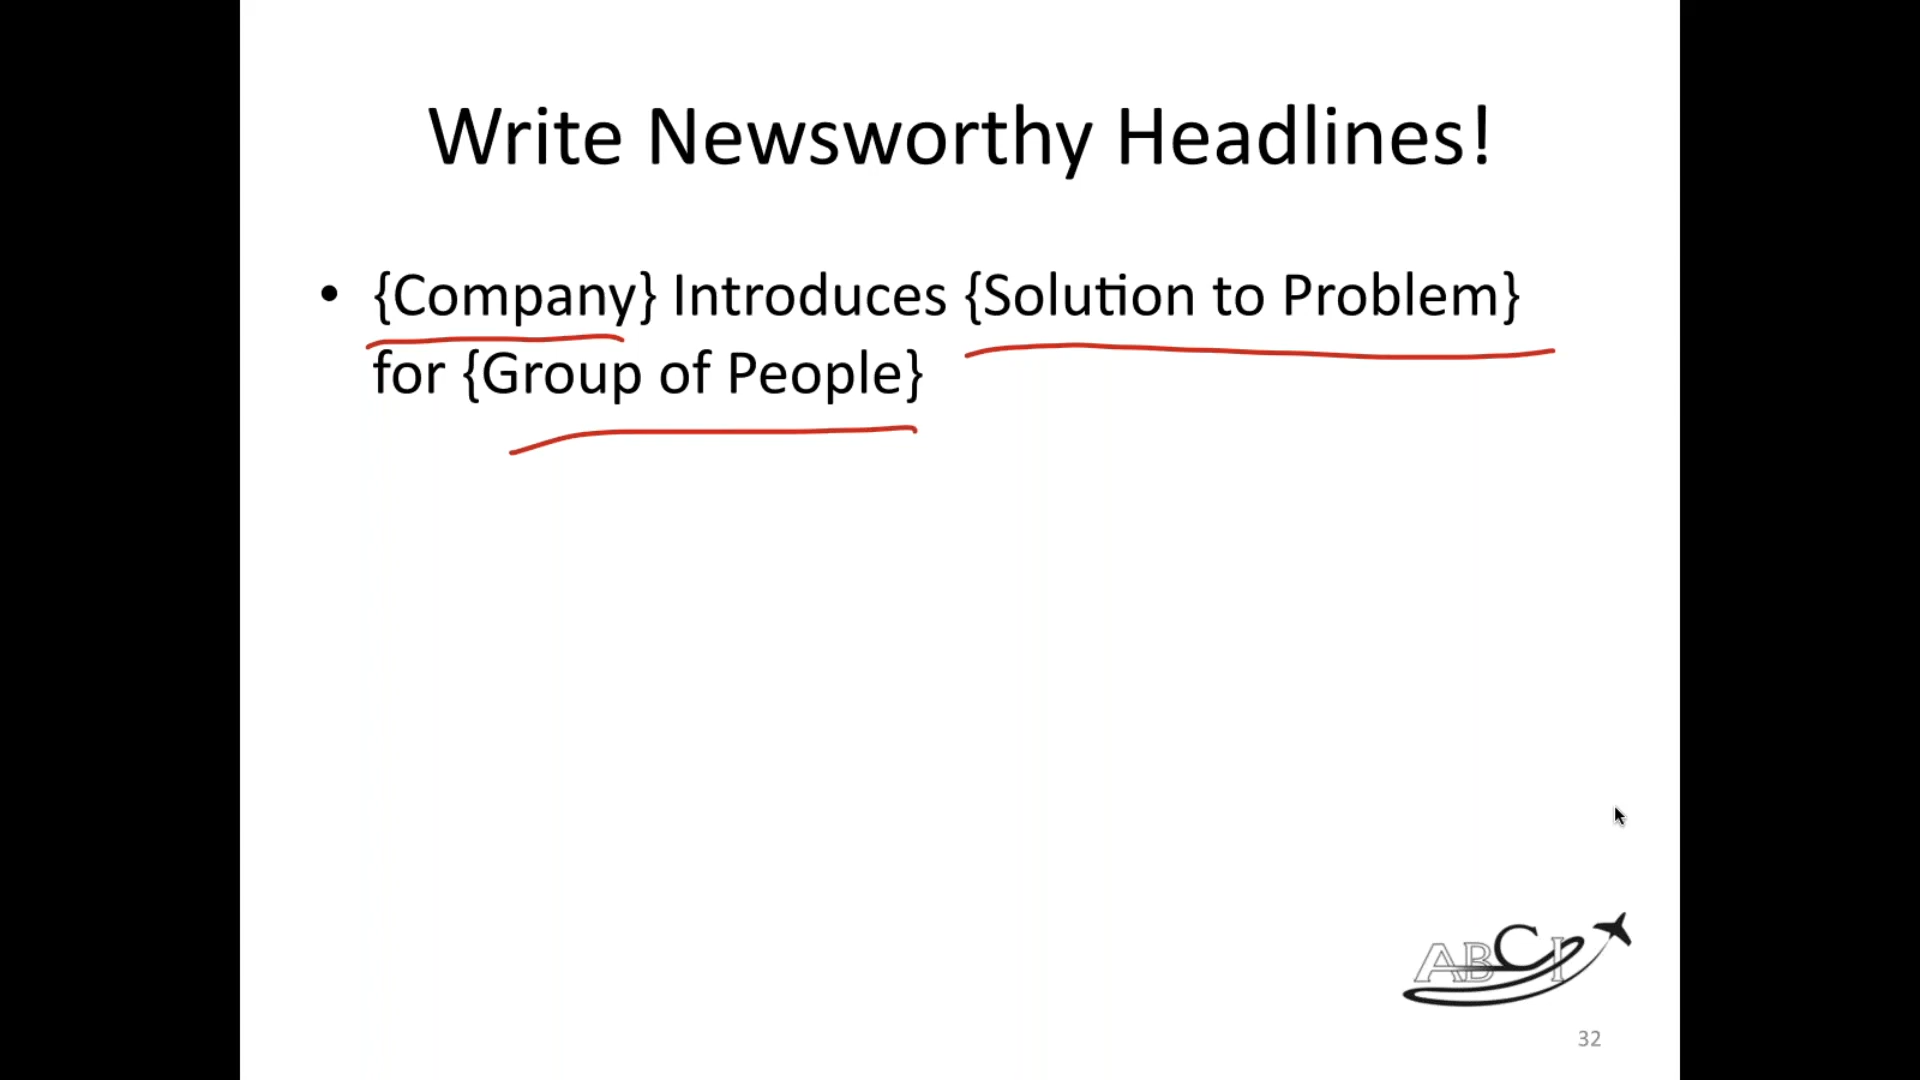 Write Newsworthy Headlines!
• {Company} Introduces {Solution to Problem}
for {Group of People}
ABCI
32